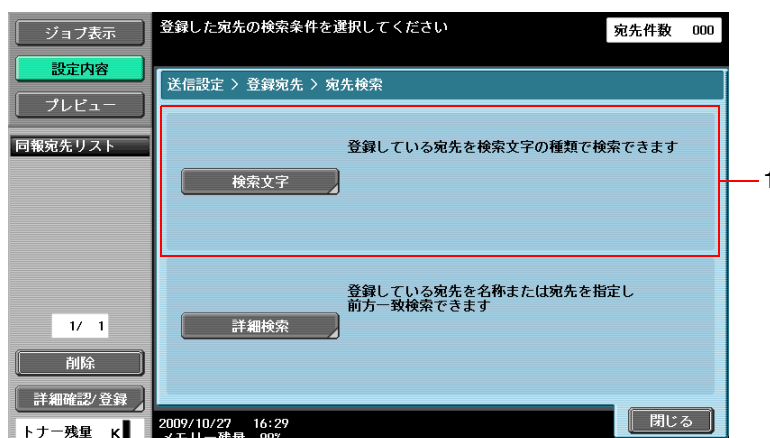 ジョブ表示
設定内容
プレビュー
同報宛先リスト
1/ 1
削除
詳細確認/登録
トナー残量 K
登録した宛先の検索条件を選択してください
宛先件数 000
送信設定 > 登録宛先 > 宛先検索
登録している宛先を検索文字の種類で検索できます
検索文字
1
登録している宛先を名称または宛先を指定し
前方一致検索できます
詳細検索
2009/10/27 16:29
メモリー残量 99%
閉じる